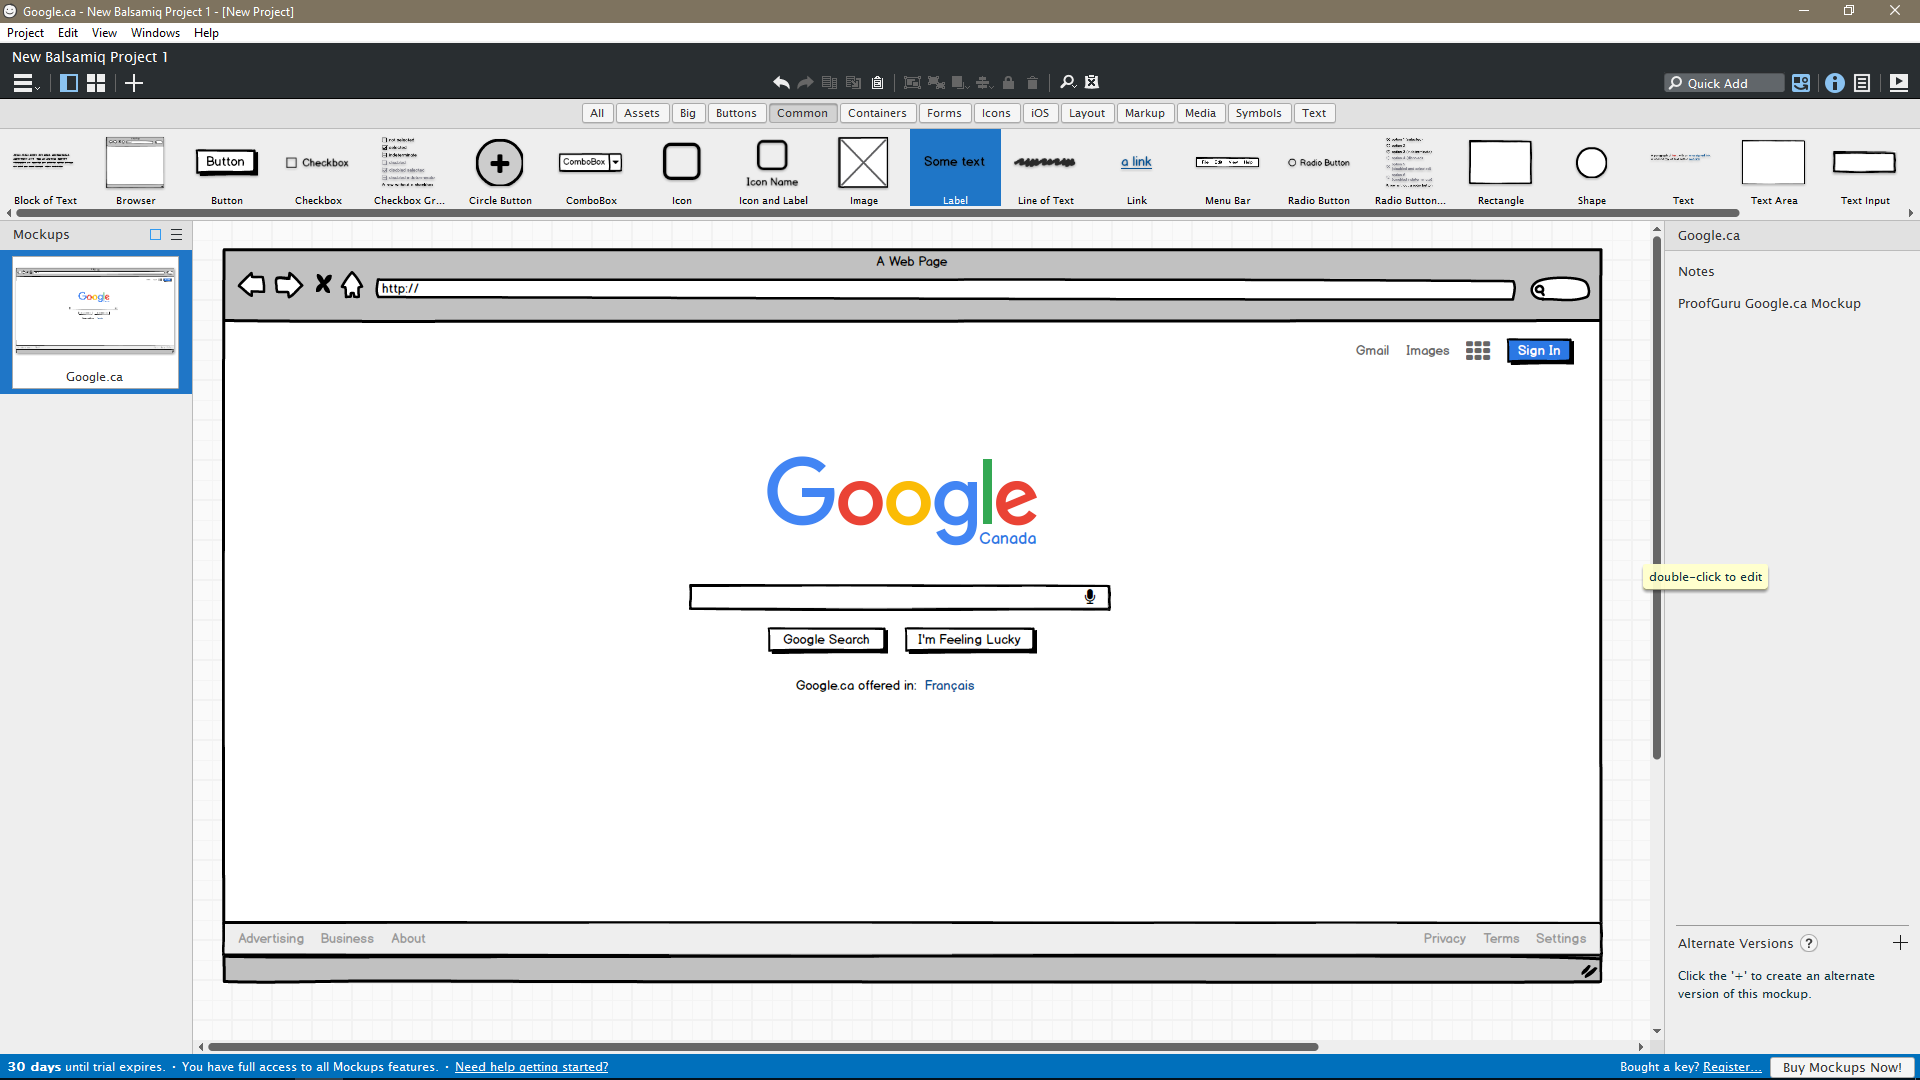 Google.ca - New Balsamiq Project 1 - [New Project]
Project Edit View Windows Help
New Balsamiq Project 1
Quick Add
All Assets Big Buttons Common Containers Forms Icons iOS Layout Markup Media Symbols Text
Button Checkbox ComboBox Icon Name Some text a link Radio Button
Block of Text Browser Button Checkbox Checkbox Gr... Circle Button ComboBox Icon Icon and Label Image Label Line of Text Link Menu Bar Radio Button Radio Button... Rectangle Shape Text Text Area Text Input
Mockups
Google
Google.ca
A Web Page
http://
Gmail Images Sign In
Google
Canada
Google Search I'm Feeling Lucky
Google.ca offered in: Français
Advertising Business About Privacy Terms Settings
Google.ca
Notes
ProofGuru Google.ca Mockup
double-click to edit
Alternate Versions ?
Click the '+' to create an alternate
version of this mockup.
30 days until trial expires. · You have full access to all Mockups features. · Need help getting started? Bought a key? Register... Buy Mockups Now!